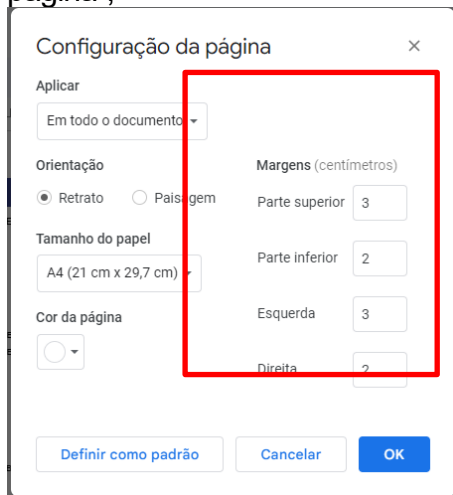 página",
Configuração da página ×
Aplicar
Em todo o documento
Orientação
Retrato
Paisagem
Tamanho do papel
A4 (21 cm x 29,7 cm)
Cor da página
Margens (centímetros)
Parte superior 3
Parte inferior 2
Esquerda 3
Direita 2
Definir como padrão
Cancelar
OK